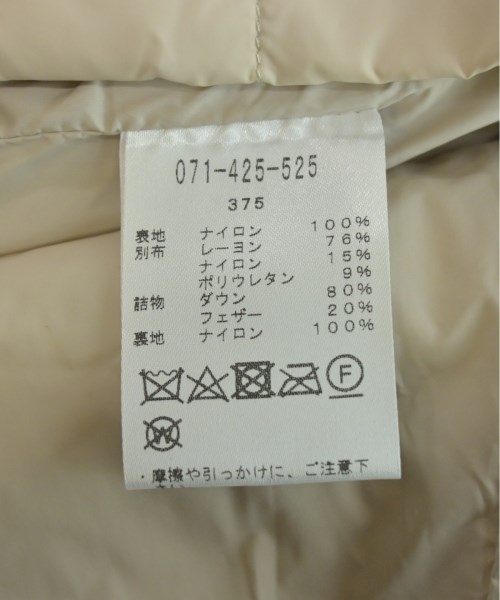 071-425-525
375
表地 ナイロン 100%
別布 レーヨン 76%
ナイロン 15%
ポリウレタン 9%
詰物 ダウン 80%
フェザー 20%
裏地 ナイロン 100%
F
W
・摩擦や引っかけに、ご注意下